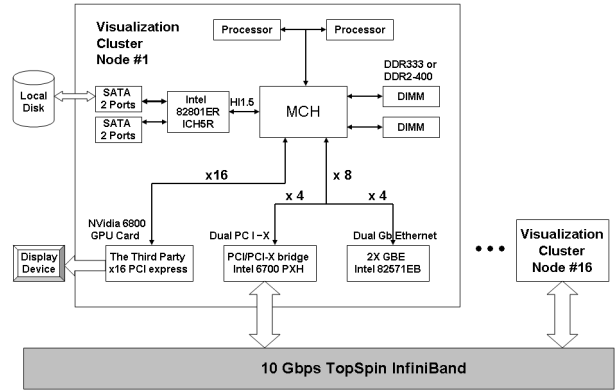 Visualization
Cluster
Node #1
Processor
Processor
DDR333 or
DDR2-400
Local
Disk
SATA
2 Ports
SATA
2 Ports
Intel
82801ER
ICH5R
HI1.5
MCH
DIMM
DIMM
x16
x 8
x 4
x 4
NVidia 6800
GPU Card
Dual PC I -X
Dual Gb Ethernet
Display
Device
The Third Party
x16 PCI express
PCI/PCI-X bridge
Intel 6700 PXH
2X GBE
Intel 82571EB
Visualization
Cluster
Node #16
10 Gbps TopSpin InfiniBand